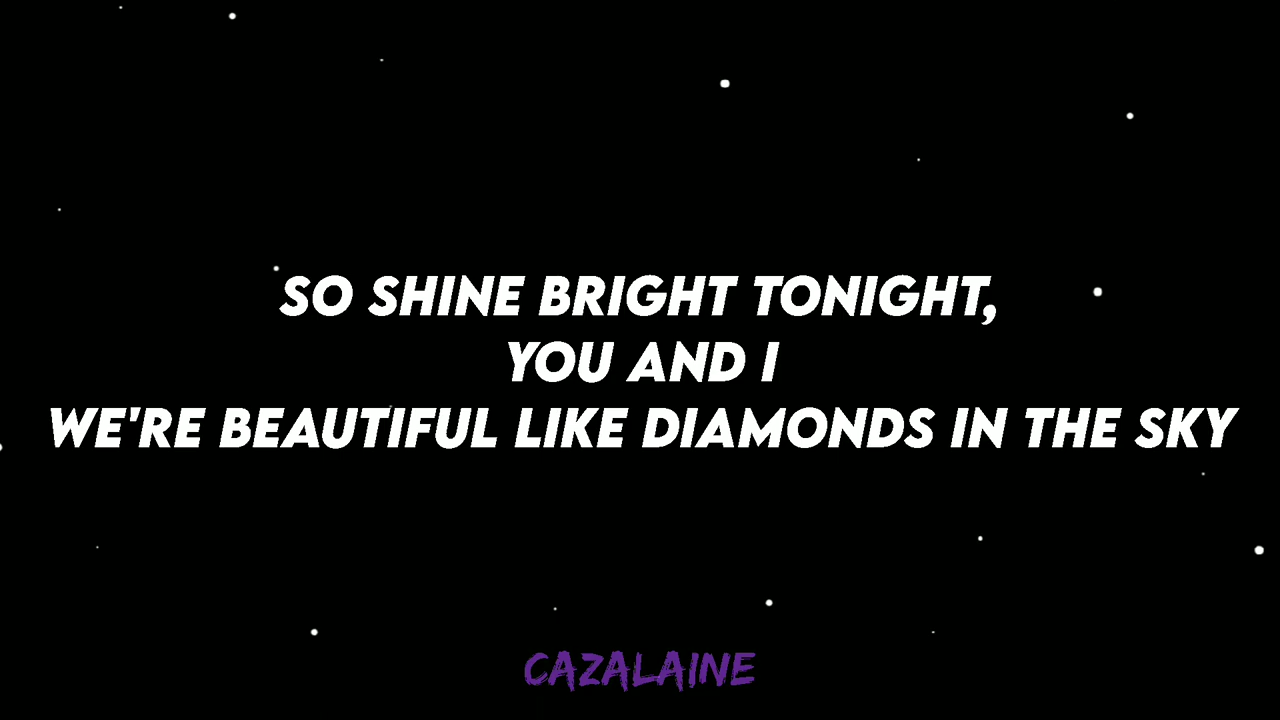 SO SHINE BRIGHT TONIGHT,
YOU AND I
WE'RE BEAUTIFUL LIKE DIAMONDS IN THE SKY
CAZALAINE